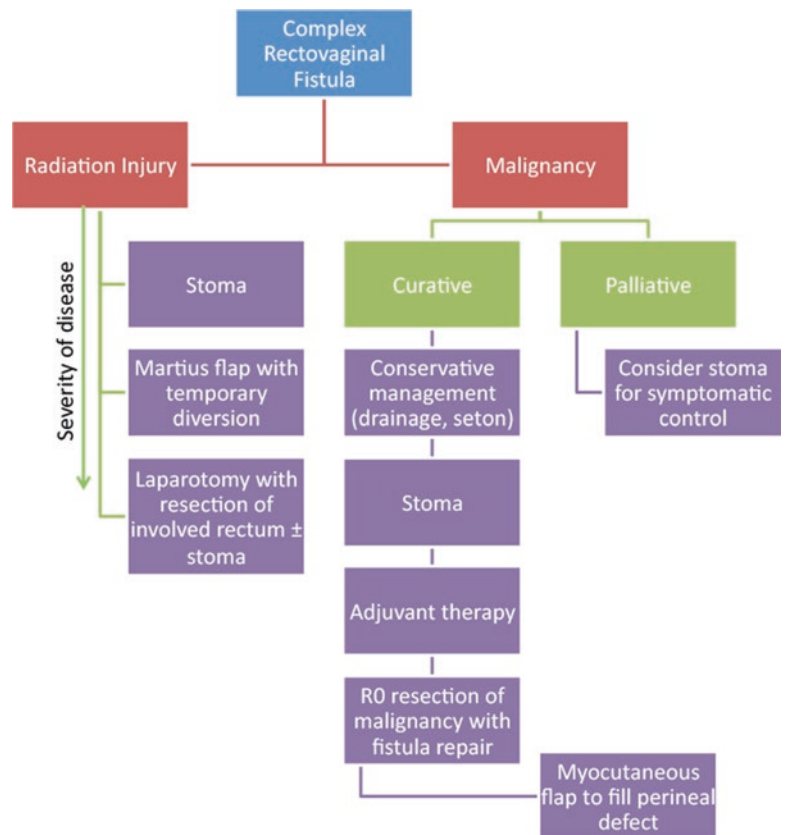 Complex
Rectovaginal
Fistula
Radiation Injury
Malignancy
Severity of disease
Stoma
Martius flap with
temporary
diversion
Laparotomy with
resection of
involved rectum ±
stoma
Curative
Palliative
Conservative
management
(drainage, seton)
Consider stoma
for symptomatic
control
Stoma
Adjuvant therapy
R0 resection of
malignancy with
fistula repair
Myocutaneous
flap to fill perineal
defect